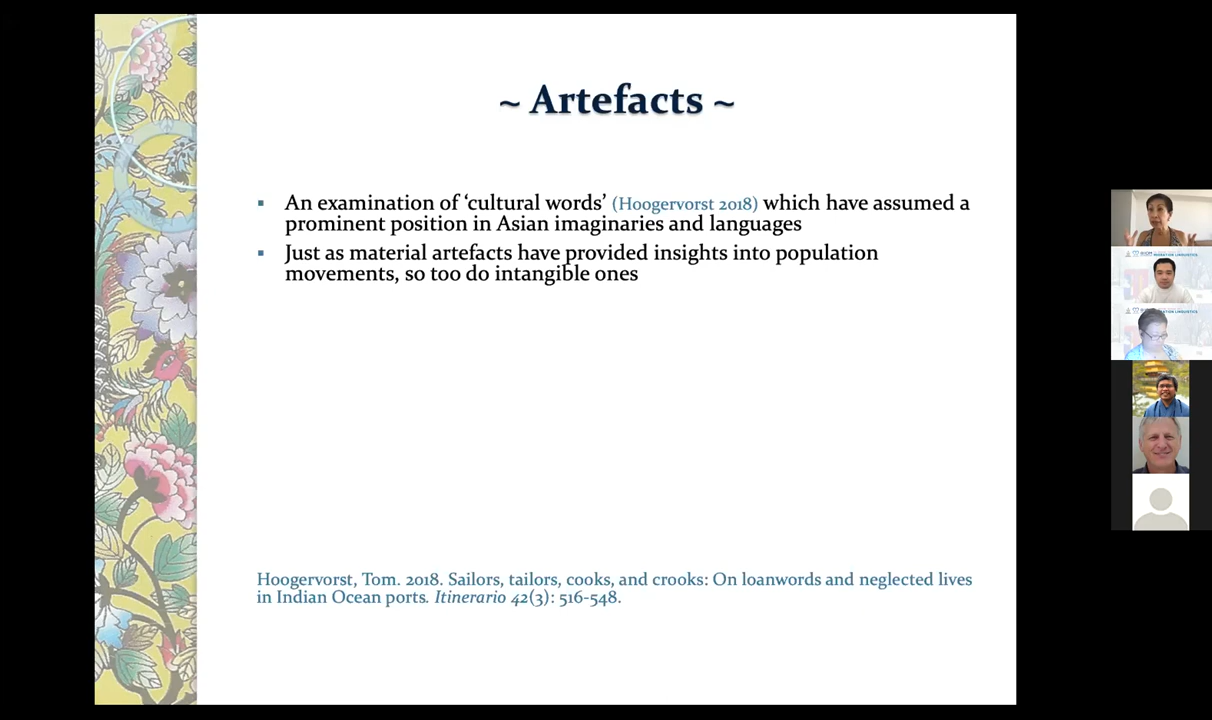 ~ Artefacts ~
▪ An examination of ‘cultural words’ (Hoogervorst 2018) which have assumed a
prominent position in Asian imaginaries and languages
▪ Just as material artefacts have provided insights into population
movements, so too do intangible ones
Hoogervorst, Tom. 2018. Sailors, tailors, cooks, and crooks: On loanwords and neglected lives
in Indian Ocean ports. Itinerario 42(3): 516-548.